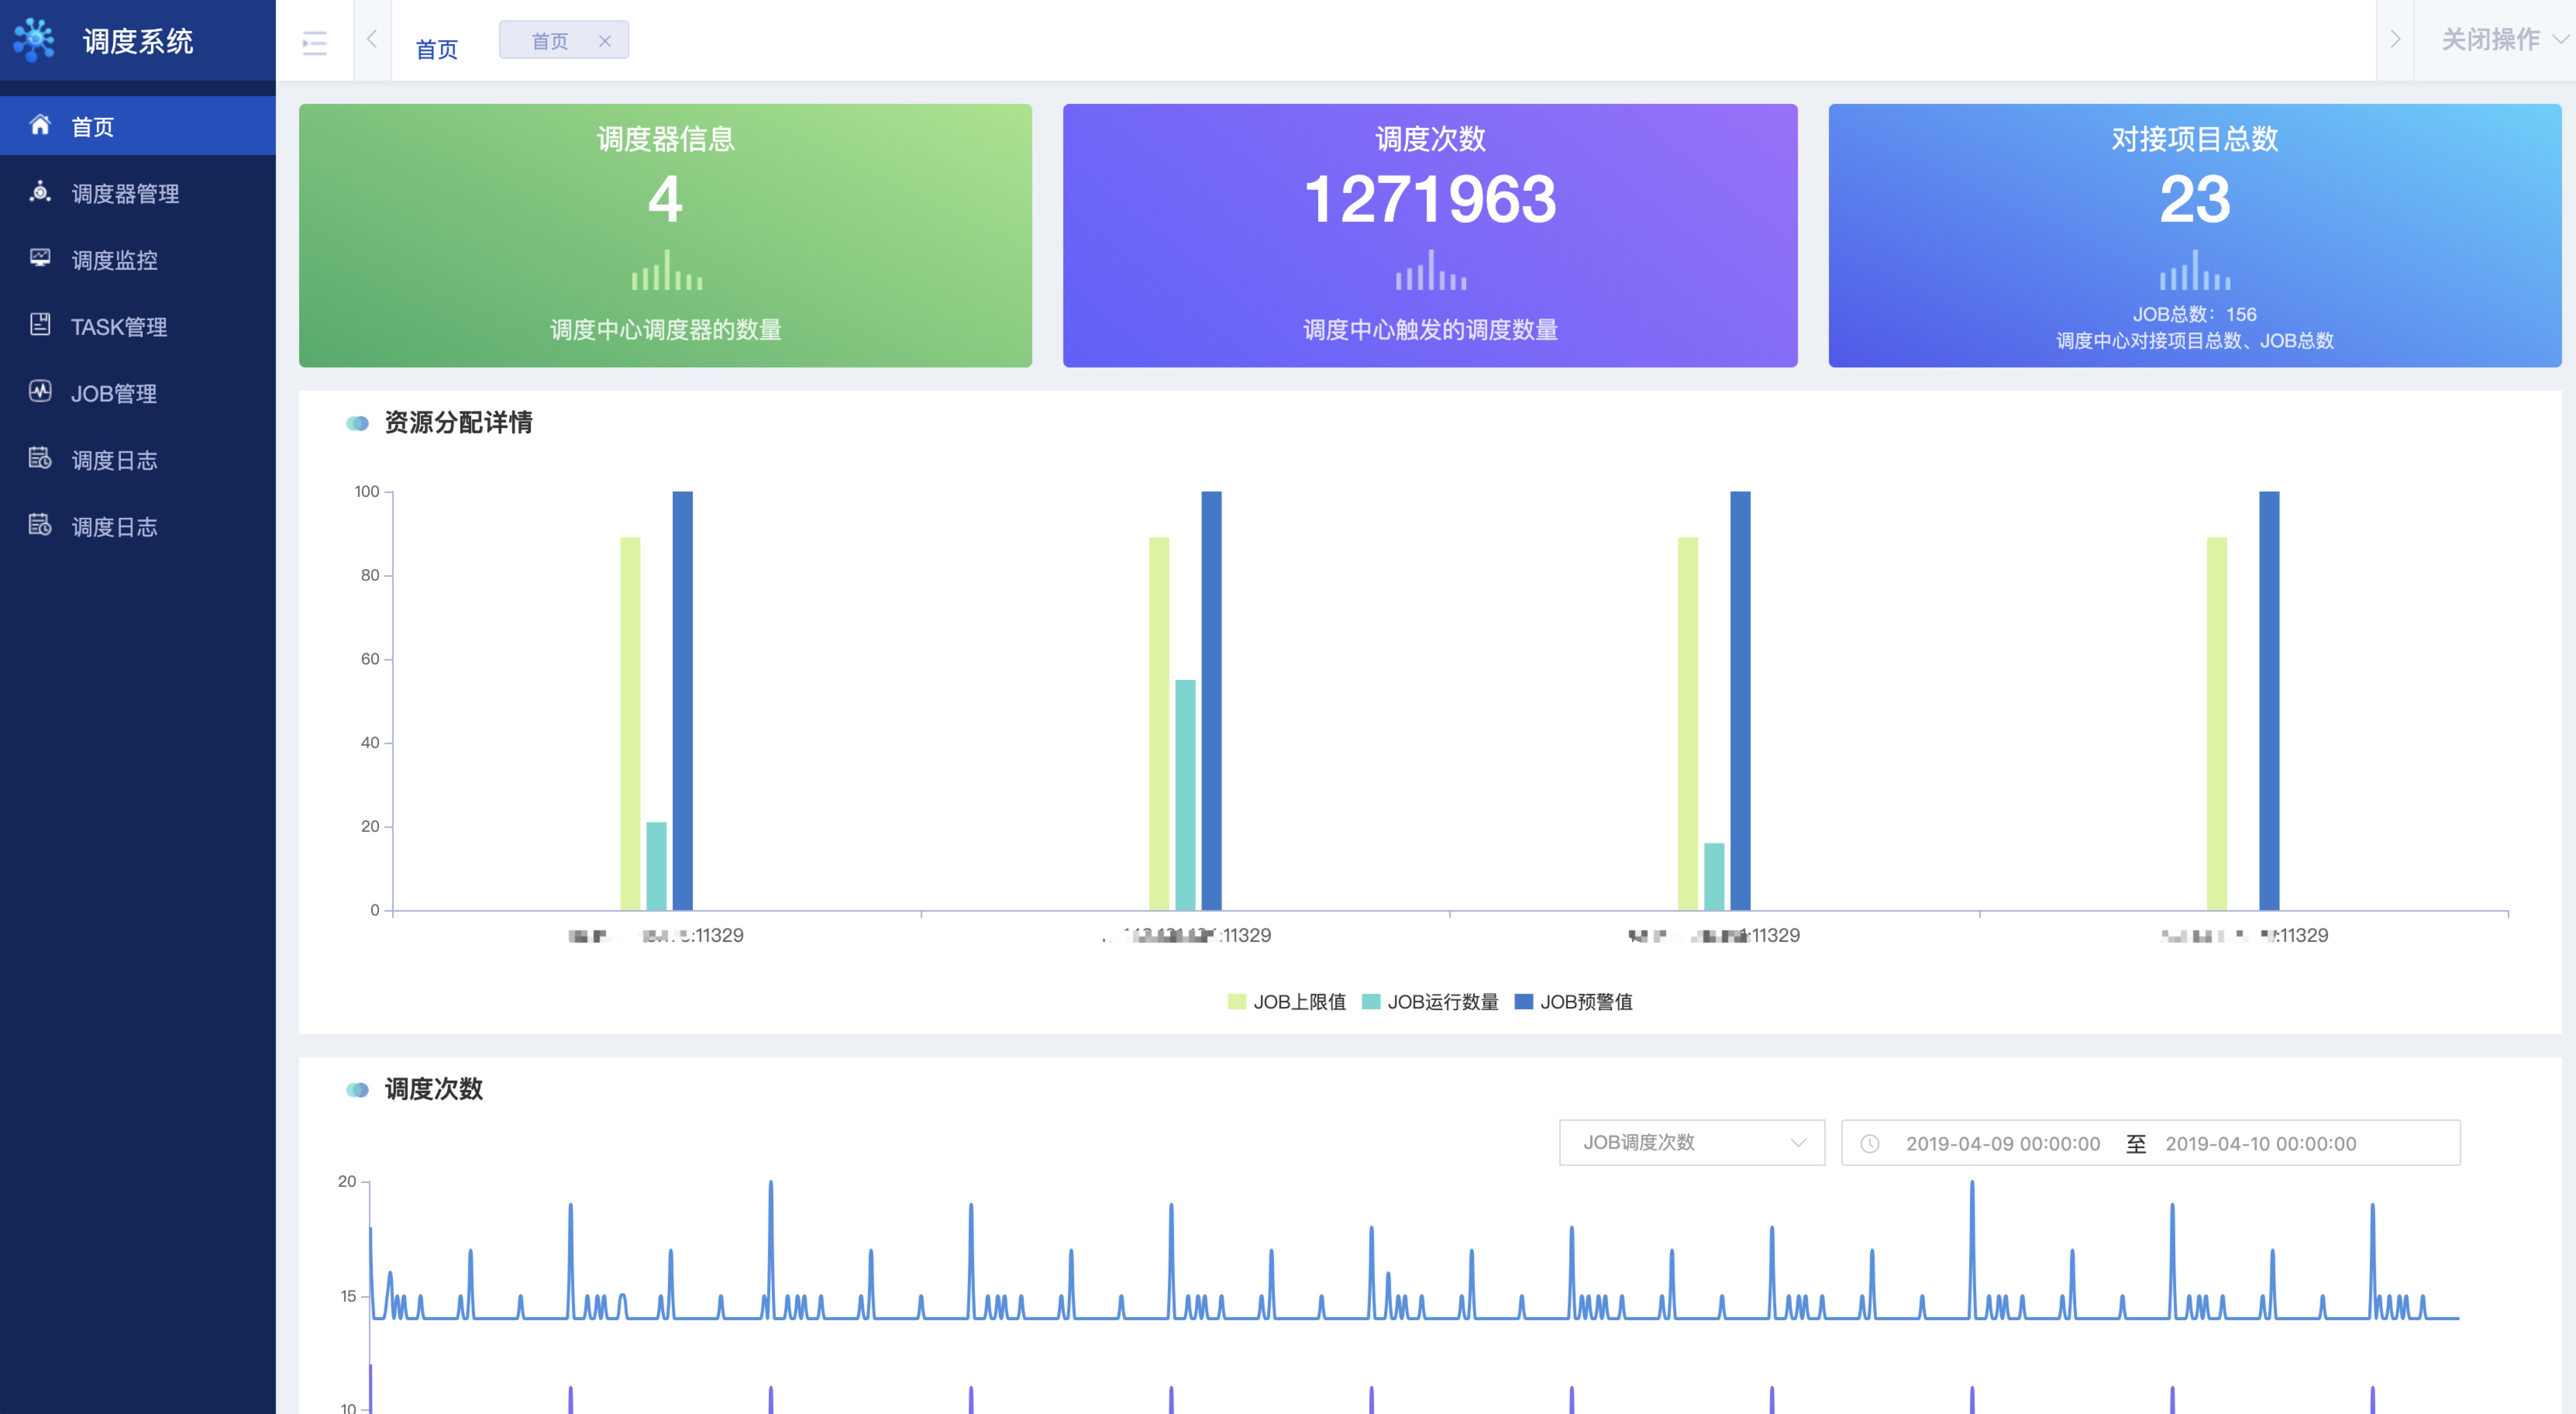 调度系统
首页
首页
关闭操作
首页
调度器管理
调度监控
TASK管理
JOB管理
调度日志
调度日志
调度器信息
4
调度中心调度器的数量
调度次数
1271963
调度中心触发的调度数量
对接项目总数
23
JOB总数：156
调度中心对接项目总数、JOB总数
资源分配详情
100
80
60
40
20
0
:11329
:11329
:11329
:11329
JOB上限值 JOB运行数量 JOB预警值
调度次数
JOB调度次数
2019-04-09 00:00:00 至 2019-04-10 00:00:00
20
15
10